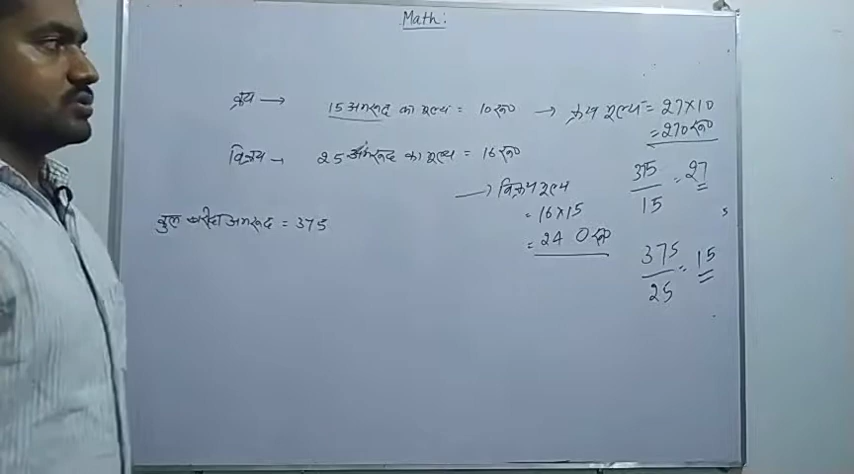 Math:
क्रय → 15 अमरूद का मूल्य = 10 रू० → क्रय मूल्य = 27×10
= 270 रू०
विक्रय → 25 अमरूद का मूल्य = 16 रू०
→ विक्रय मूल्य
= 16×15
= 240 रू०
375/15 = 27
कुल खरीदा अमरूद = 375
375/25 = 15